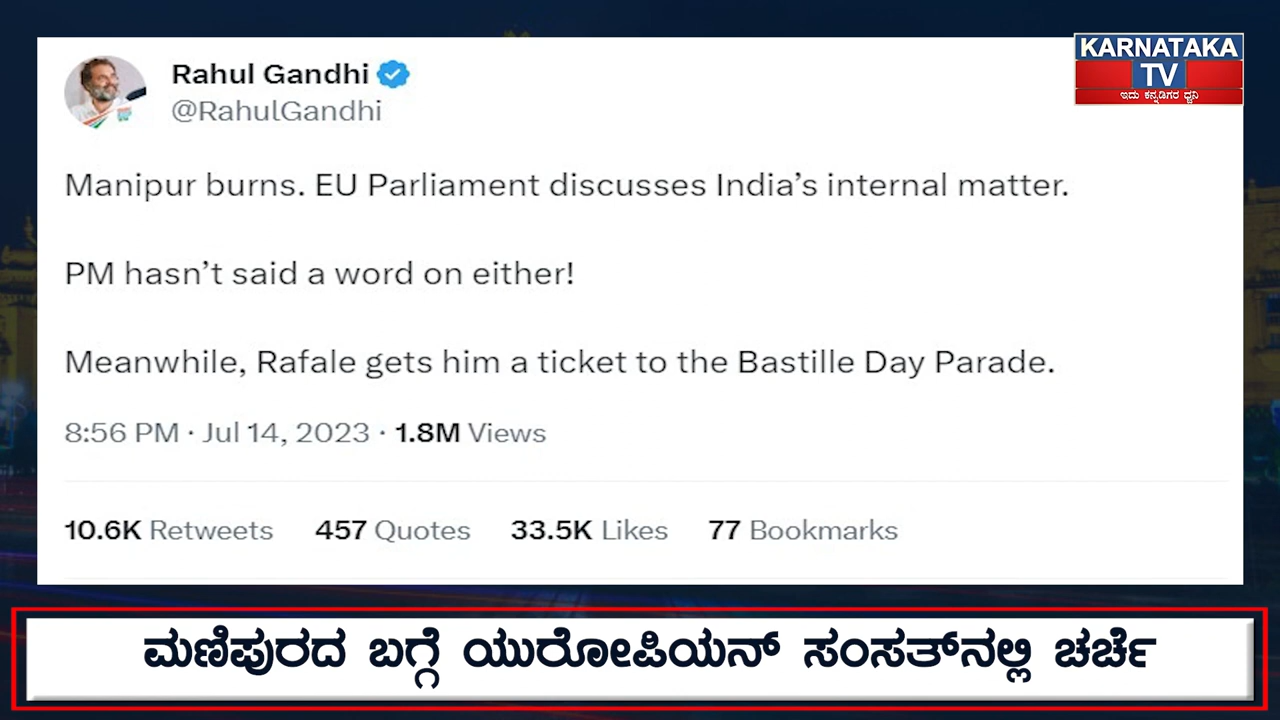 KARNATAKA
TV
ಇದು ಕನ್ನಡಿಗರ ಧ್ವನಿ
Rahul Gandhi
@RahulGandhi
Manipur burns. EU Parliament discusses India’s internal matter.
PM hasn’t said a word on either!
Meanwhile, Rafale gets him a ticket to the Bastille Day Parade.
8:56 PM · Jul 14, 2023 · 1.8M Views
10.6K Retweets 457 Quotes 33.5K Likes 77 Bookmarks
ಮಣಿಪುರದ ಬಗ್ಗೆ ಯುರೋಪಿಯನ್ ಸಂಸತ್‌ನಲ್ಲಿ ಚರ್ಚೆ